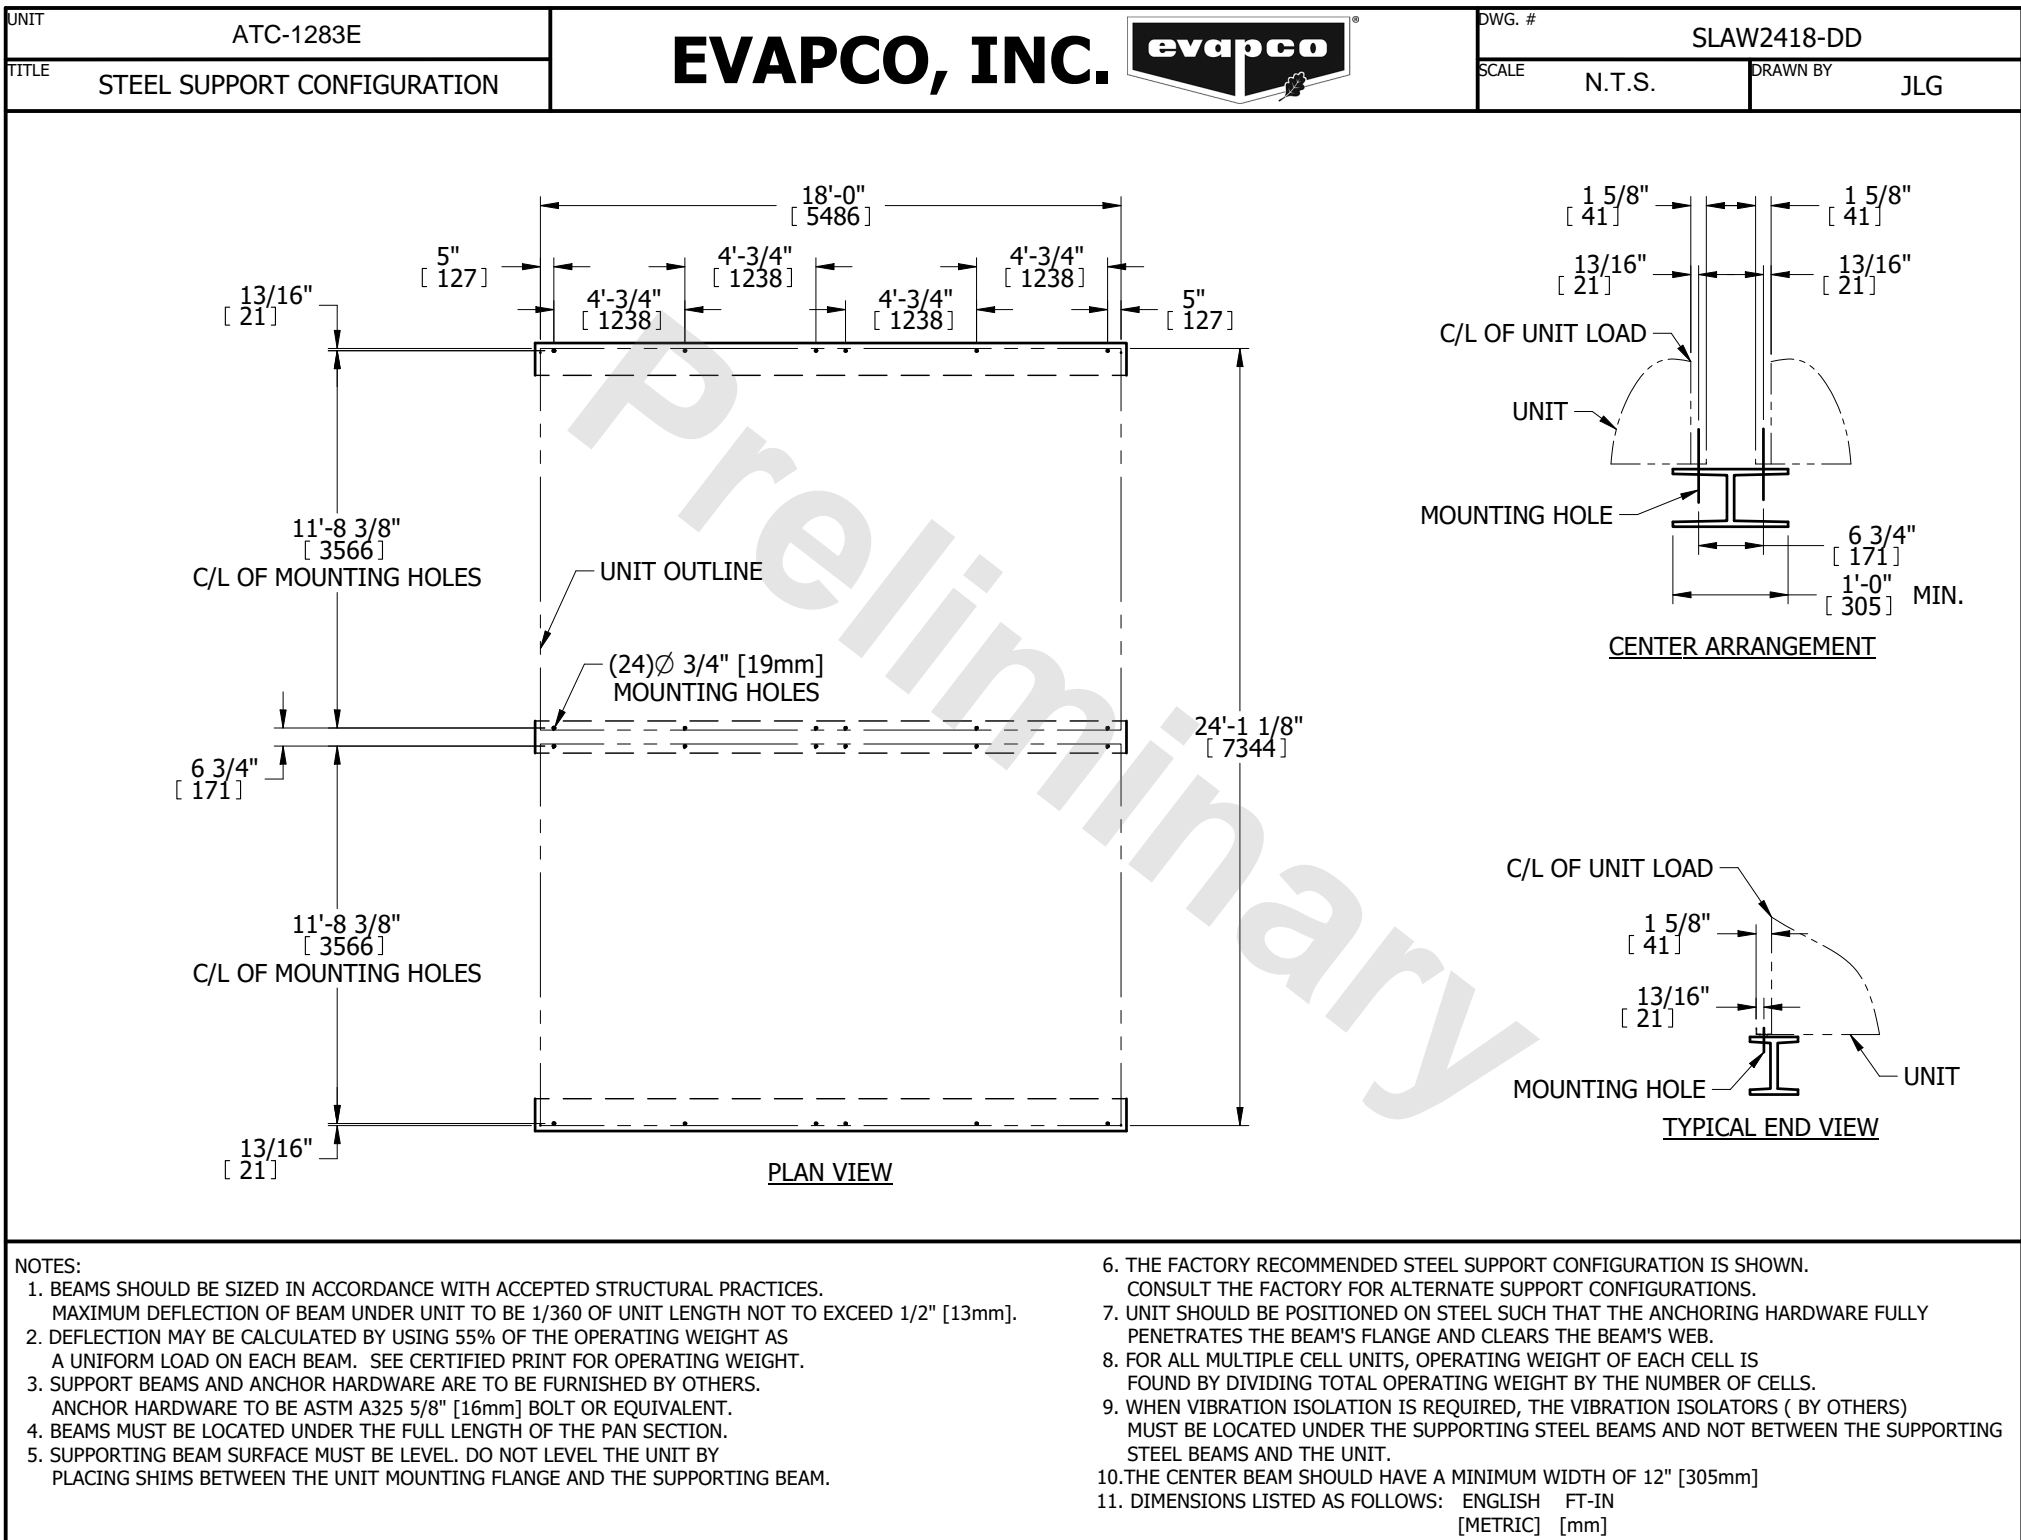 UNIT
ATC-1283E
TITLE
STEEL SUPPORT CONFIGURATION
EVAPCO, INC.
evapco
®
DWG. #
SLAW2418-DD
SCALE
N.T.S.
DRAWN BY
JLG
18'-0"
[ 5486 ]
5"
[ 127 ]
4'-3/4"
[ 1238 ]
4'-3/4"
[ 1238 ]
13/16"
[ 21 ]
4'-3/4"
[ 1238 ]
4'-3/4"
[ 1238 ]
5"
[ 127 ]
11'-8 3/8"
[ 3566 ]
C/L OF MOUNTING HOLES
UNIT OUTLINE
(24)∅ 3/4" [19mm]
MOUNTING HOLES
6 3/4"
[ 171 ]
24'-1 1/8"
[ 7344 ]
11'-8 3/8"
[ 3566 ]
C/L OF MOUNTING HOLES
13/16"
[ 21 ]
PLAN VIEW
Preliminary
1 5/8"
[ 41 ]
1 5/8"
[ 41 ]
13/16"
[ 21 ]
13/16"
[ 21 ]
C/L OF UNIT LOAD
UNIT
MOUNTING HOLE
6 3/4"
[ 171 ]
1'-0"
[ 305 ] MIN.
CENTER ARRANGEMENT
C/L OF UNIT LOAD
1 5/8"
[ 41 ]
13/16"
[ 21 ]
MOUNTING HOLE
UNIT
TYPICAL END VIEW
NOTES:
1. BEAMS SHOULD BE SIZED IN ACCORDANCE WITH ACCEPTED STRUCTURAL PRACTICES.
MAXIMUM DEFLECTION OF BEAM UNDER UNIT TO BE 1/360 OF UNIT LENGTH NOT TO EXCEED 1/2" [13mm].
2. DEFLECTION MAY BE CALCULATED BY USING 55% OF THE OPERATING WEIGHT AS
A UNIFORM LOAD ON EACH BEAM. SEE CERTIFIED PRINT FOR OPERATING WEIGHT.
3. SUPPORT BEAMS AND ANCHOR HARDWARE ARE TO BE FURNISHED BY OTHERS.
ANCHOR HARDWARE TO BE ASTM A325 5/8" [16mm] BOLT OR EQUIVALENT.
4. BEAMS MUST BE LOCATED UNDER THE FULL LENGTH OF THE PAN SECTION.
5. SUPPORTING BEAM SURFACE MUST BE LEVEL. DO NOT LEVEL THE UNIT BY
PLACING SHIMS BETWEEN THE UNIT MOUNTING FLANGE AND THE SUPPORTING BEAM.
6. THE FACTORY RECOMMENDED STEEL SUPPORT CONFIGURATION IS SHOWN.
CONSULT THE FACTORY FOR ALTERNATE SUPPORT CONFIGURATIONS.
7. UNIT SHOULD BE POSITIONED ON STEEL SUCH THAT THE ANCHORING HARDWARE FULLY
PENETRATES THE BEAM'S FLANGE AND CLEARS THE BEAM'S WEB.
8. FOR ALL MULTIPLE CELL UNITS, OPERATING WEIGHT OF EACH CELL IS
FOUND BY DIVIDING TOTAL OPERATING WEIGHT BY THE NUMBER OF CELLS.
9. WHEN VIBRATION ISOLATION IS REQUIRED, THE VIBRATION ISOLATORS ( BY OTHERS)
MUST BE LOCATED UNDER THE SUPPORTING STEEL BEAMS AND NOT BETWEEN THE SUPPORTING
STEEL BEAMS AND THE UNIT.
10.THE CENTER BEAM SHOULD HAVE A MINIMUM WIDTH OF 12" [305mm]
11. DIMENSIONS LISTED AS FOLLOWS: ENGLISH FT-IN
[METRIC] [mm]